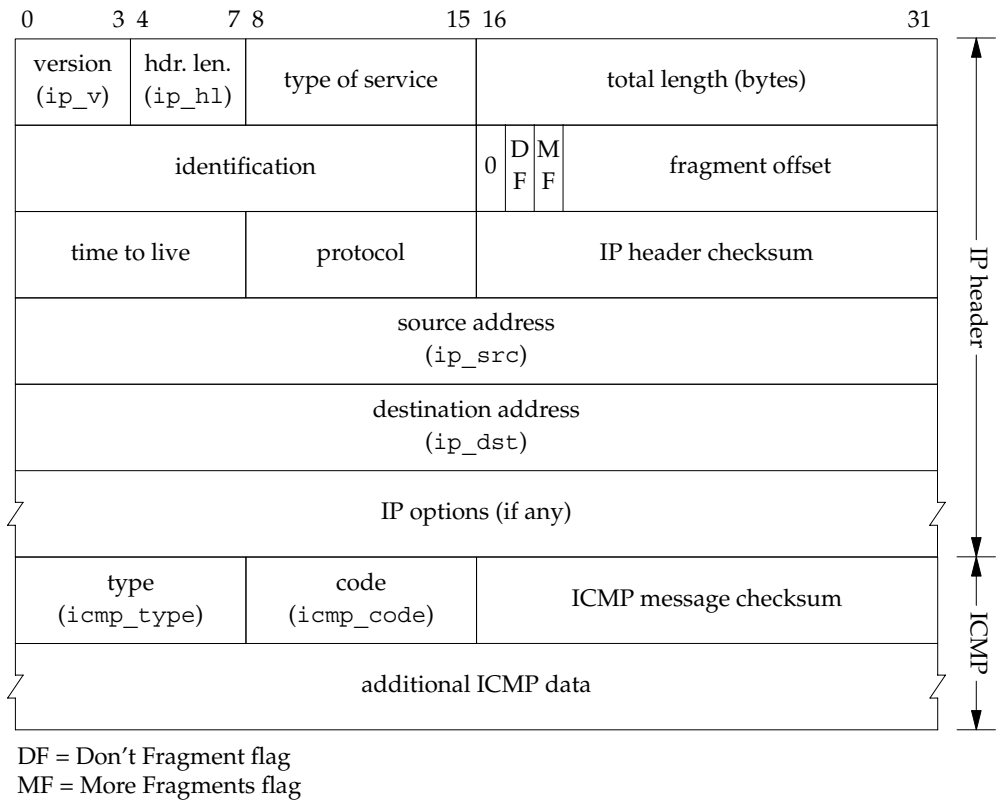 0 3 4 7 8 15 16 31
version hdr. len. type of service total length (bytes)
(ip_v) (ip_hl)
identification 0 D M fragment offset
F F
time to live protocol IP header checksum
source address
(ip_src)
destination address
(ip_dst)
IP options (if any)
IP header
type code ICMP message checksum
(icmp_type) (icmp_code)
additional ICMP data
ICMP
DF = Don't Fragment flag
MF = More Fragments flag